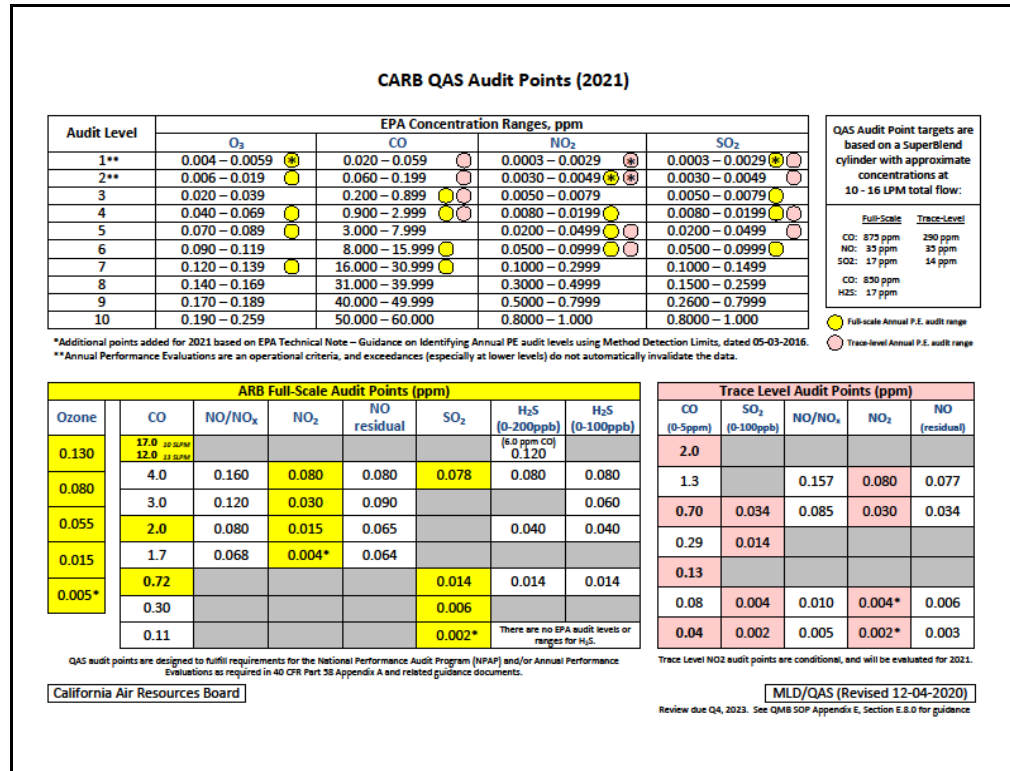 CARB QAS Audit Points (2021)
Audit Level
EPA Concentration Ranges, ppm
O₃ CO NO₂ SO₂
1** 0.004 – 0.0059 * 0.020 – 0.059 0.0003 – 0.0029 * 0.0003 – 0.0029 *
2** 0.006 – 0.019 0.060 – 0.199 0.0030 – 0.0049 * * 0.0030 – 0.0049
3 0.020 – 0.039 0.200 – 0.899 0.0050 – 0.0079 0.0050 – 0.0079
4 0.040 – 0.069 0.900 – 2.999 0.0080 – 0.0199 0.0080 – 0.0199
5 0.070 – 0.089 3.000 – 7.999 0.0200 – 0.0499 0.0200 – 0.0499
6 0.090 – 0.119 8.000 – 15.999 0.0500 – 0.0999 0.0500 – 0.0999
7 0.120 – 0.139 16.000 – 30.999 0.1000 – 0.2999 0.1000 – 0.1499
8 0.140 – 0.169 31.000 – 39.999 0.3000 – 0.4999 0.1500 – 0.2599
9 0.170 – 0.189 40.000 – 49.999 0.5000 – 0.7999 0.2600 – 0.7999
10 0.190 – 0.259 50.000 – 60.000 0.8000 – 1.000 0.8000 – 1.000
QAS Audit Point targets are
based on a SuperBlend
cylinder with approximate
concentrations at
10 - 16 LPM total flow:
Full-Scale Trace-Level
CO: 875 ppm 290 ppm
NO: 35 ppm 35 ppm
SO2: 17 ppm 14 ppm
CO: 850 ppm
H2S: 17 ppm
Full-scale Annual P.E. audit range
Trace-level Annual P.E. audit range
*Additional points added for 2021 based on EPA Technical Note – Guidance on Identifying Annual PE audit levels using Method Detection Limits, dated 05-03-2016.
**Annual Performance Evaluations are an operational criteria, and exceedances (especially at lower levels) do not automatically invalidate the data.
ARB Full-Scale Audit Points (ppm)
Ozone CO NO/NOₓ NO₂ NO residual SO₂ H₂S (0-200ppb) H₂S (0-100ppb)
0.130
0.080
0.055
0.015
0.005*
17.0 10 SLPM
12.0 13 SLPM
(6.0 ppm CO)
0.120
4.0 0.160 0.080 0.080 0.078 0.080 0.080
3.0 0.120 0.030 0.090 0.060
2.0 0.080 0.015 0.065 0.040 0.040
1.7 0.068 0.004* 0.064
0.72 0.014 0.014 0.014
0.30 0.006
0.11 0.002* There are no EPA audit levels or
ranges for H₂S.
QAS audit points are designed to fulfill requirements for the National Performance Audit Program (NPAP) and/or Annual Performance
Evaluations as required in 40 CFR Part 58 Appendix A and related guidance documents.
Trace Level Audit Points (ppm)
CO SO₂ NO/NOₓ NO₂ NO
(0-5ppm) (0-100ppb) (residual)
2.0
1.3 0.157 0.080 0.077
0.70 0.034 0.085 0.030 0.034
0.29 0.014
0.13
0.08 0.004 0.010 0.004* 0.006
0.04 0.002 0.005 0.002* 0.003
Trace Level NO2 audit points are conditional, and will be evaluated for 2021.
California Air Resources Board
MLD/QAS (Revised 12-04-2020)
Review due Q4, 2023. See QMB SOP Appendix E, Section E.8.0 for guidance